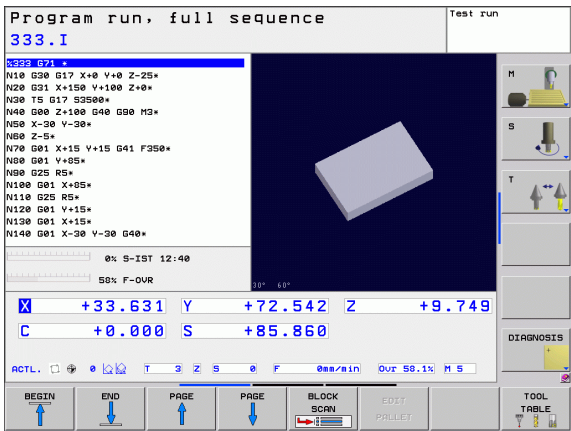 Program run, full sequence
Test run
333.I
%333 G71 *
N10 G30 G17 X+0 Y+0 Z-25*
N20 G31 X+150 Y+100 Z+0*
N30 T5 G17 S3500*
N40 G00 Z+100 G40 G90 M3*
N50 X-30 Y-30*
N60 Z-5*
N70 G01 X+15 Y+15 G41 F350*
N80 G01 Y+85*
N90 G25 R5*
N100 G01 X+85*
N110 G25 R5*
N120 G01 Y+15*
N130 G01 X+15*
N140 G01 X-30 Y-30 G40*
M
S
T
0% S-IST 12:40
58% F-OVR
30° 60°
X +33.631 Y +72.542 Z +9.749
C +0.000 S +85.860
DIAGNOSIS
ACTL. 0 T 3 Z S 0 F 0mm/min Ovr 58.1% M 5
BEGIN
END
PAGE
PAGE
BLOCK SCAN
EDIT PALLET
TOOL TABLE